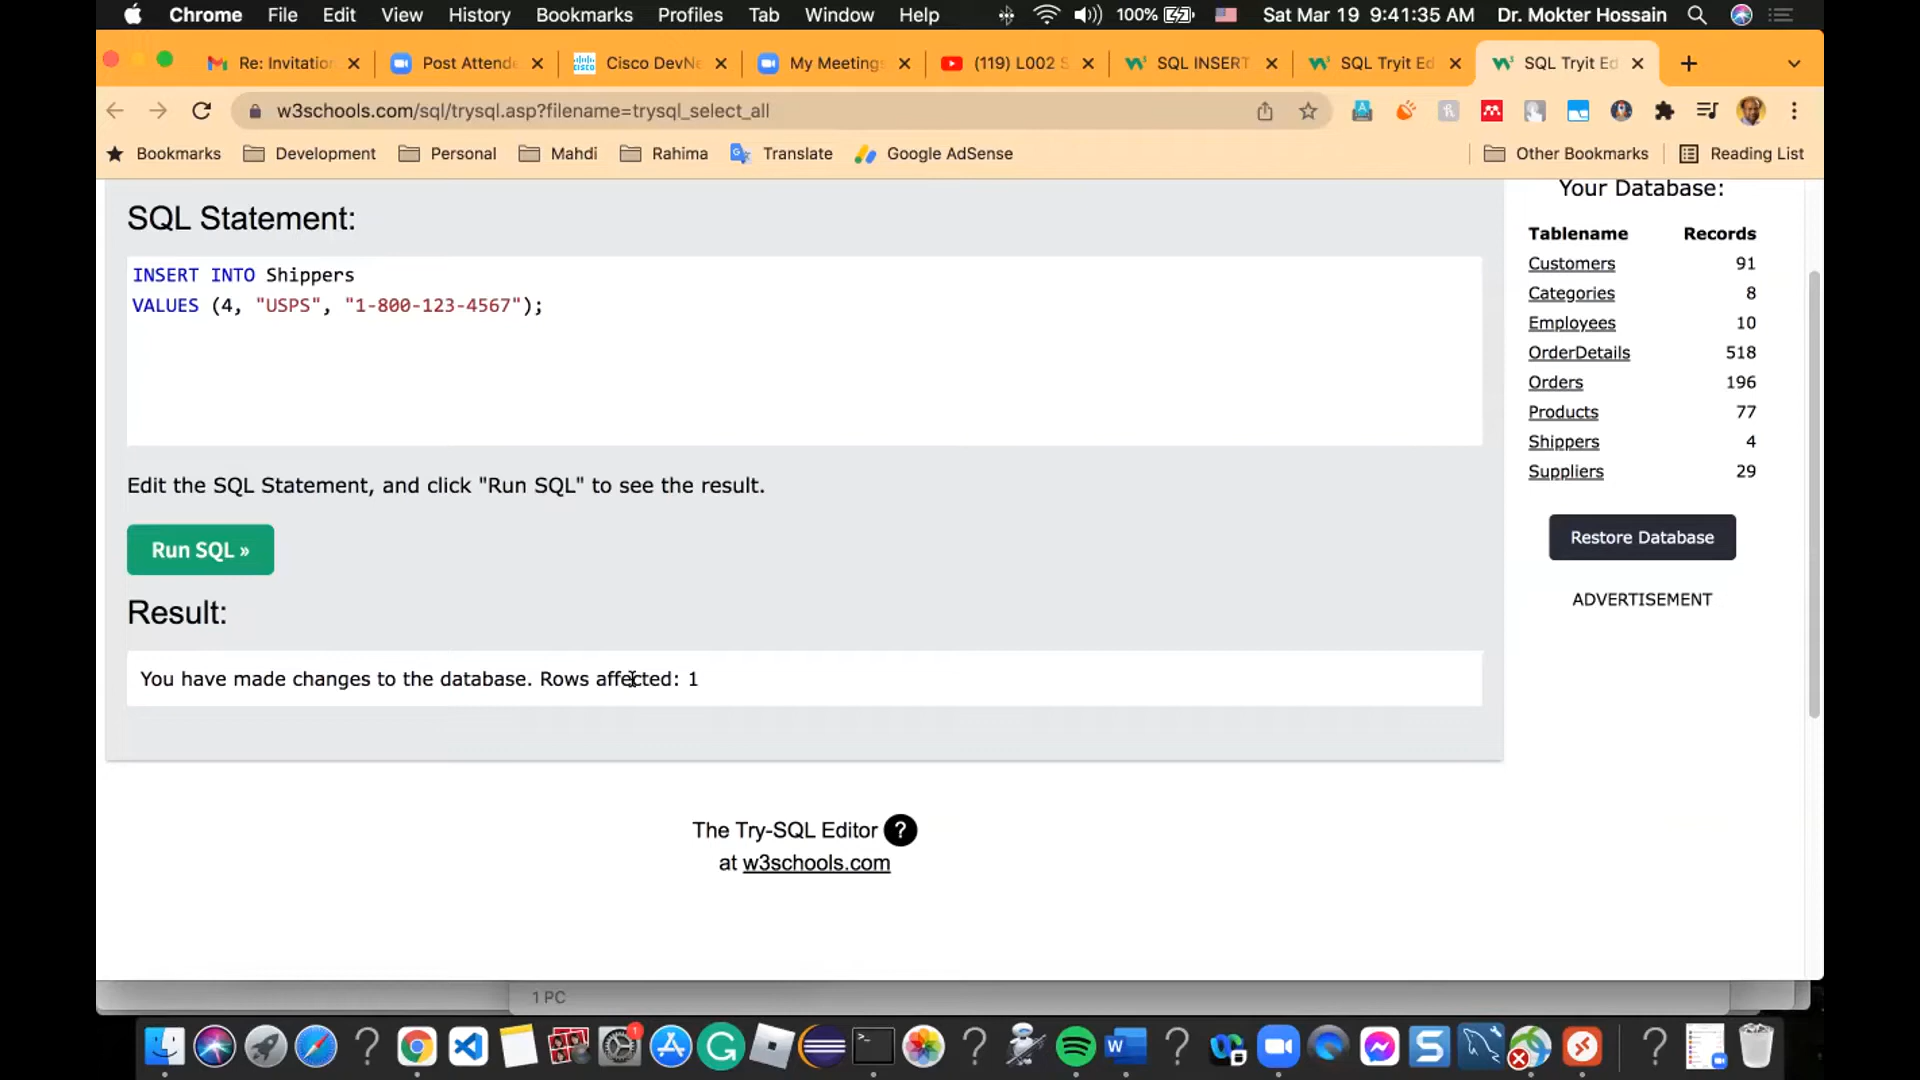 Chrome File Edit View History Bookmarks Profiles Tab Window Help 100% Sat Mar 19 9:41:35 AM Dr. Mokter Hossain
Re: Invitation Post Attende Cisco DevNe My Meetings (119) L002 S SQL INSERT SQL Tryit Ed SQL Tryit Ed
w3schools.com/sql/trysql.asp?filename=trysql_select_all
Bookmarks Development Personal Mahdi Rahima Translate Google AdSense Other Bookmarks Reading List
SQL Statement:
INSERT INTO Shippers
VALUES (4, "USPS", "1-800-123-4567");
Edit the SQL Statement, and click "Run SQL" to see the result.
Run SQL »
Result:
You have made changes to the database. Rows affected: 1
The Try-SQL Editor ?
at w3schools.com
Your Database:
Tablename Records
Customers 91
Categories 8
Employees 10
OrderDetails 518
Orders 196
Products 77
Shippers 4
Suppliers 29
Restore Database
ADVERTISEMENT
1 PC